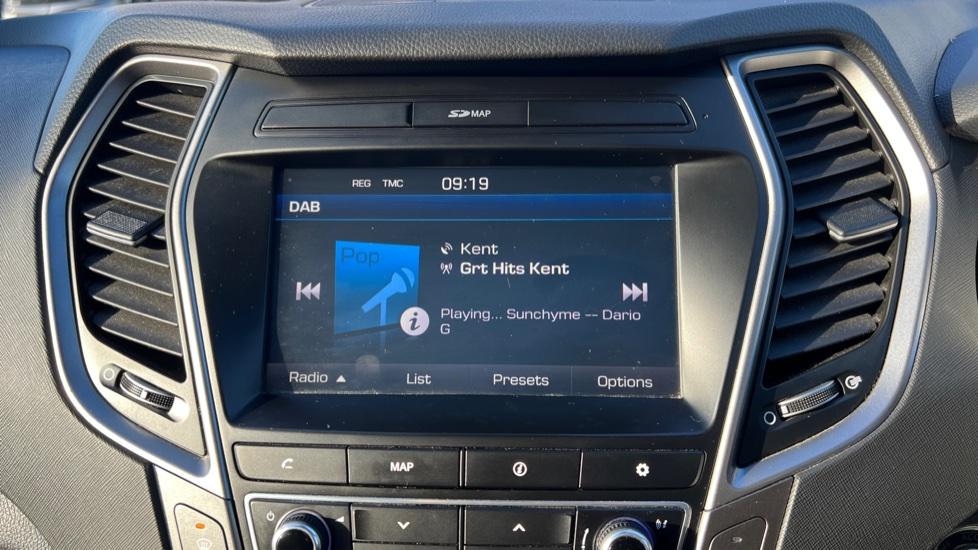 SD MAP
REG TMC 09:19
DAB
Pop
Kent
Grt Hits Kent
i
Playing... Sunchyme -- Dario
G
Radio ▲ List Presets Options
MAP i